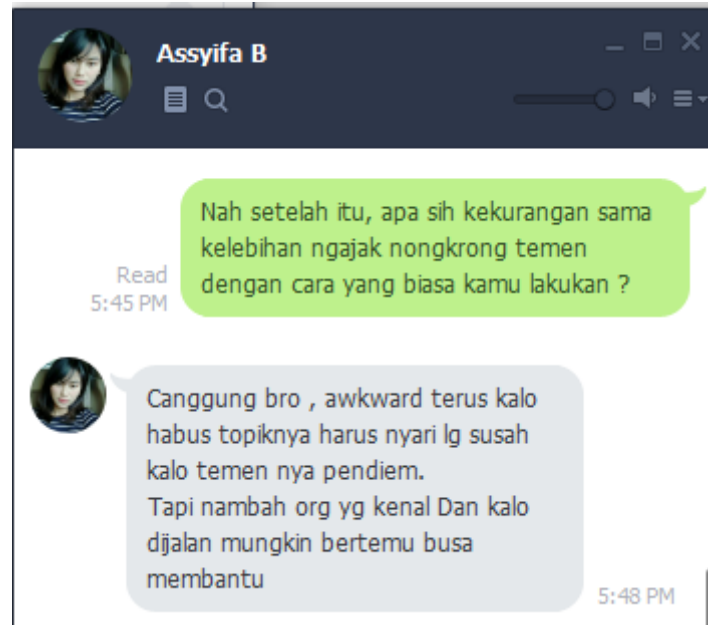 Assyifa B
Nah setelah itu, apa sih kekurangan sama
kelebihan ngajak nongkrong temen
dengan cara yang biasa kamu lakukan ?
Read
5:45 PM
Canggung bro , awkward terus kalo
habus topiknya harus nyari lg susah
kalo temen nya pendiem.
Tapi nambah org yg kenal Dan kalo
dijalan mungkin bertemu busa
membantu
5:48 PM